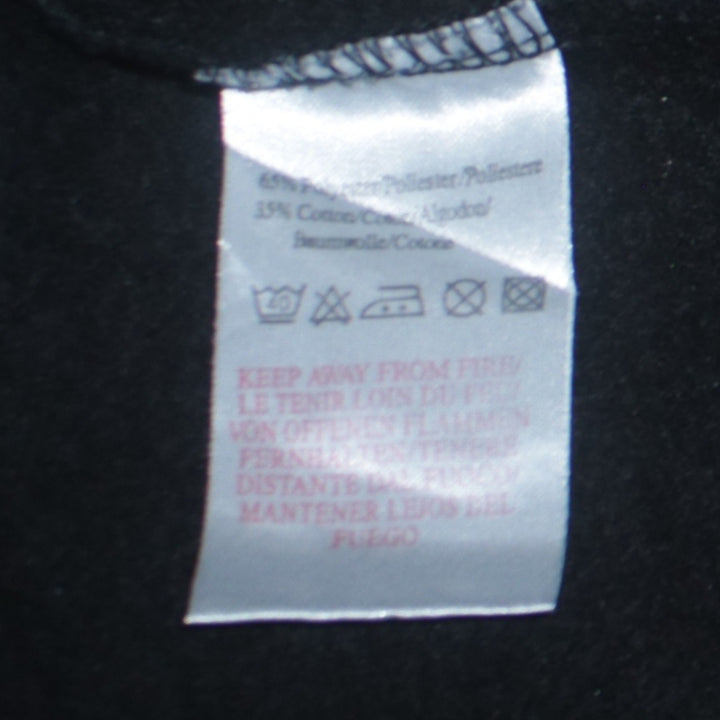 65% Polyester/Poliester/Poliestere
35% Cotton/Coton/Algodon/
Baumwolle/Cotone
40
KEEP AWAY FROM FIRE/
LE TENIR LOIN DU FEU/
VON OFFENEN FLAMMEN
FERNHALTEN/TENERE
DISTANTE DAL FUOCO/
MANTENER LEJOS DEL
FUEGO